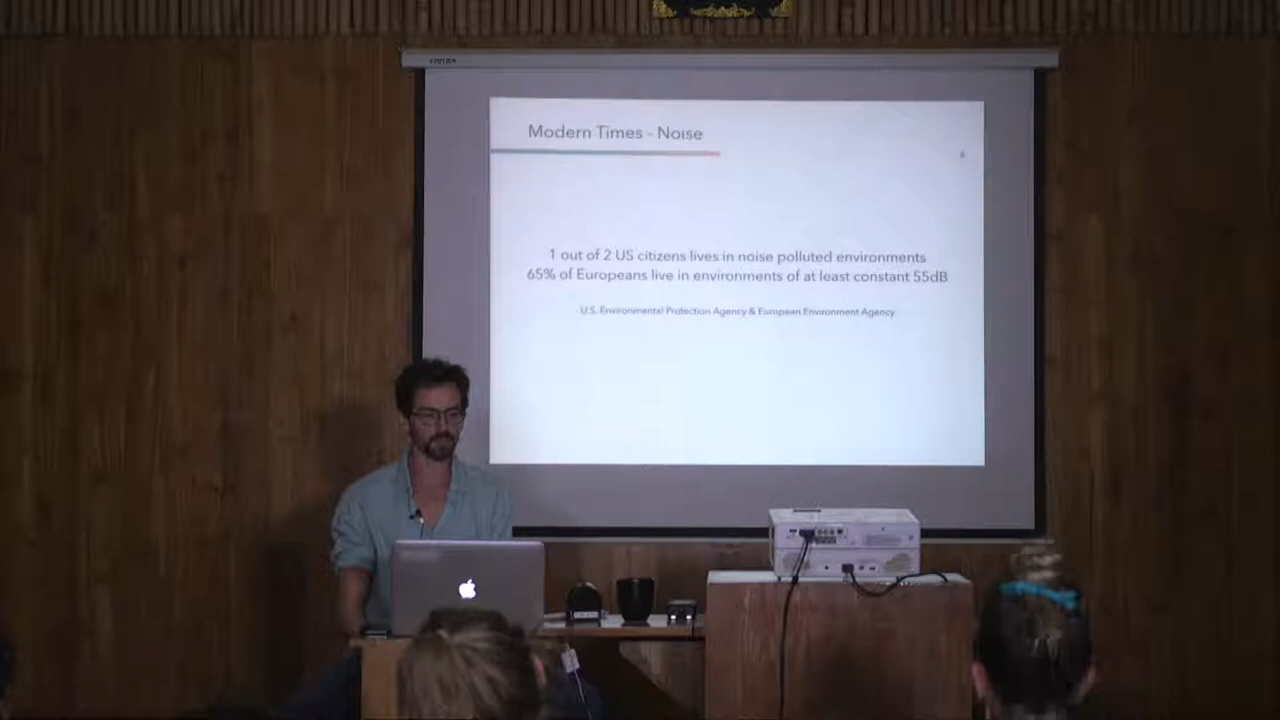 Modern Times - Noise
1 out of 2 US citizens lives in noise polluted environments
65% of Europeans live in environments of at least constant 55dB
U.S. Environmental Protection Agency & European Environment Agency